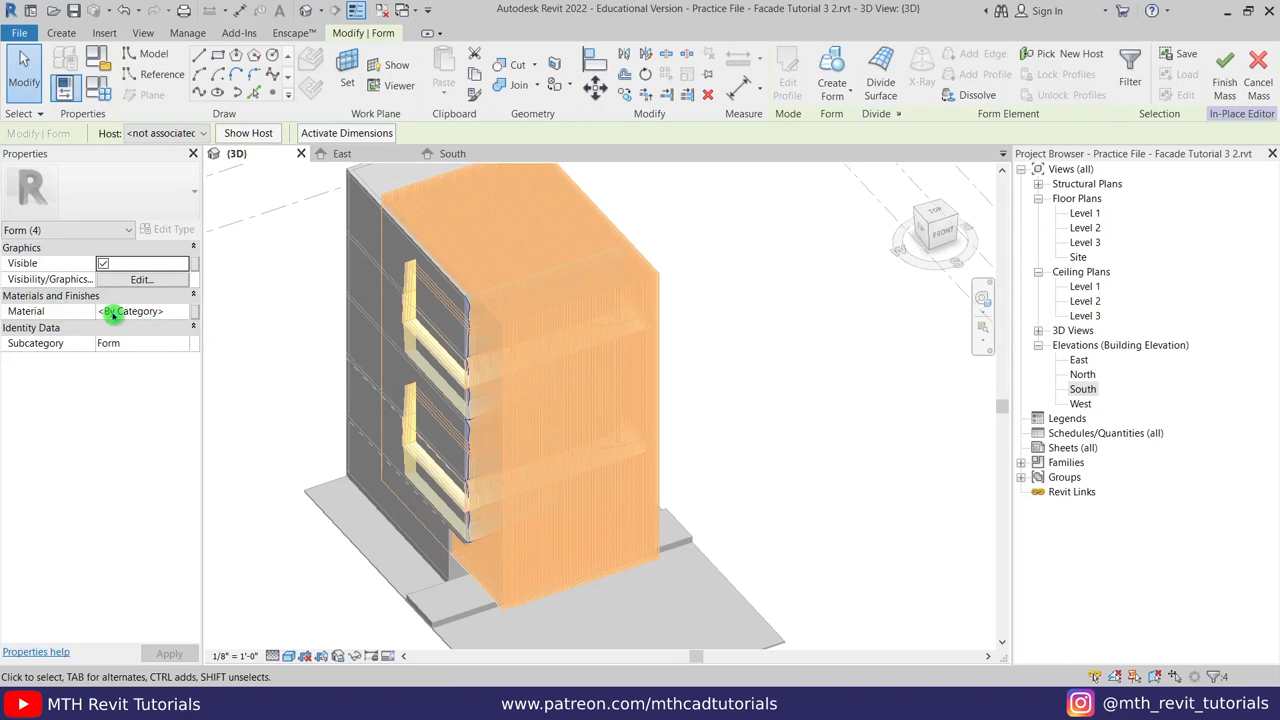 Autodesk Revit 2022 - Educational Version - Practice File - Facade Tutorial 3 2.rvt - 3D View: {3D}
Sign In
File Create Insert View Manage Add-Ins Enscape™ Modify | Form
Modify
Model
Reference
Plane
Set
Show
Viewer
Paste
Cut
Join
Edit Profile
Create Form
Divide Surface
X-Ray
Add Edge
Add Profile
Dissolve
Pick New Host
Lock Profiles
Unlock Profiles
Filter
Save
Load
Edit
Finish Mass
Cancel Mass
Select Properties Draw Work Plane Clipboard Geometry Modify Measure Mode Form Divide Form Element Selection In-Place Editor
Modify | Form Host: <not associatec Show Host Activate Dimensions
Properties
{3D} East South
Project Browser - Practice File - Facade Tutorial 3 2.rvt
R
Form (4) Edit Type
Graphics
Visible
Visibility/Graphics... Edit...
Materials and Finishes
Material <By Category>
Identity Data
Subcategory Form
TOP
FRONT
Views (all)
Structural Plans
Floor Plans
Level 1
Level 2
Level 3
Site
Ceiling Plans
Level 1
Level 2
Level 3
3D Views
Elevations (Building Elevation)
East
North
South
West
Legends
Schedules/Quantities (all)
Sheets (all)
Families
Groups
Revit Links
Properties help Apply
1/8" = 1'-0"
Click to select, TAB for alternates, CTRL adds, SHIFT unselects.
:4
MTH Revit Tutorials www.patreon.com/mthcadtutorials @mth_revit_tutorials